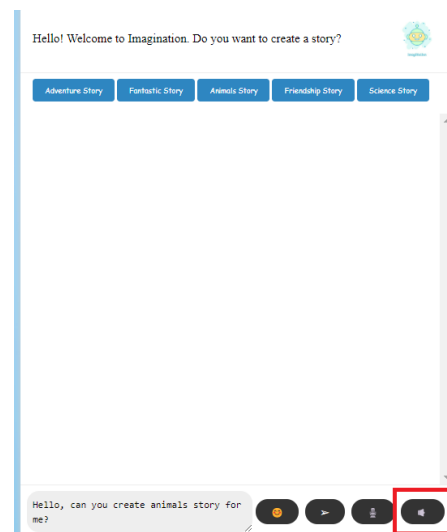 Hello! Welcome to Imagination. Do you want to create a story?
Adventure Story
Fantastic Story
Animals Story
Friendship Story
Science Story
Hello, can you create animals story for
me?